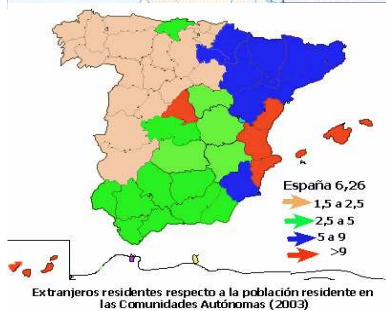 España 6,26
1,5 a 2,5
2,5 a 5
5 a 9
>9
Extranjeros residentes respecto a la población residente en
las Comunidades Autónomas (2003)